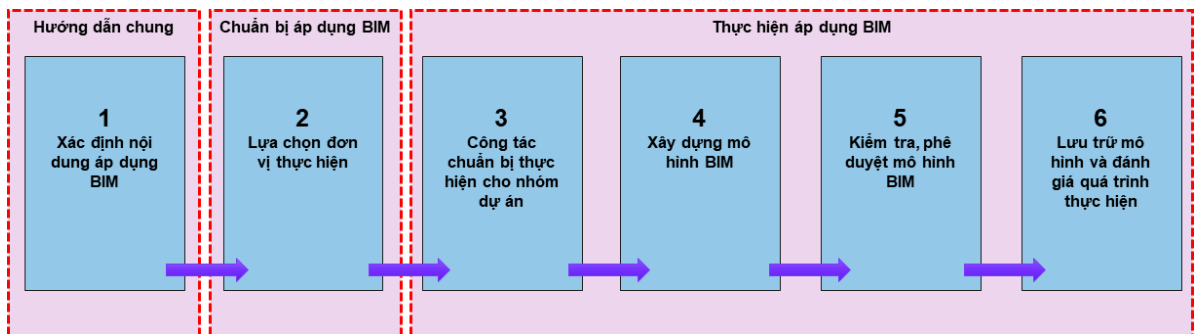 Hướng dẫn chung
Chuẩn bị áp dụng BIM
Thực hiện áp dụng BIM
1
Xác định nội
dung áp dụng
BIM
2
Lựa chọn đơn
vị thực hiện
3
Công tác
chuẩn bị thực
hiện cho nhóm
dự án
4
Xây dựng mô
hình BIM
5
Kiểm tra, phê
duyệt mô hình
BIM
6
Lưu trữ mô
hình và đánh
giá quá trình
thực hiện